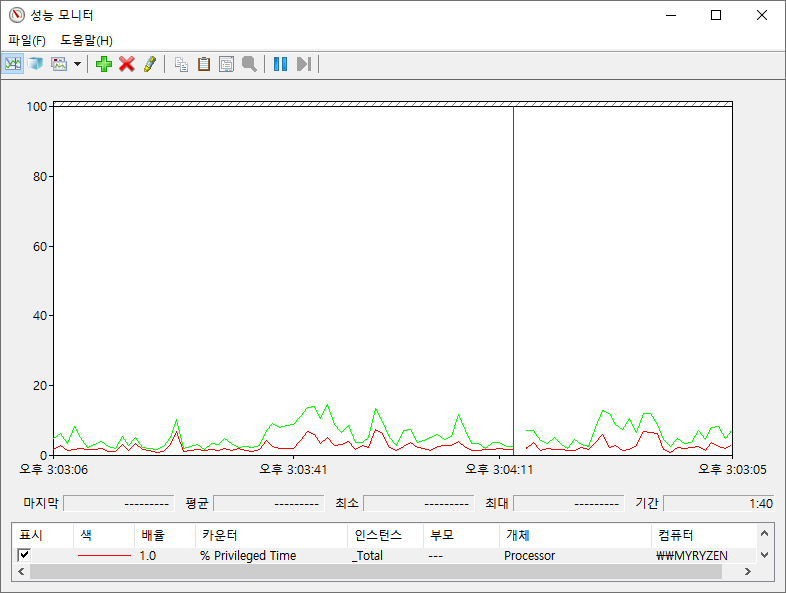 성능 모니터
파일(F) 도움말(H)
100
80
60
40
20
0
오후 3:03:06 오후 3:03:41 오후 3:04:11 오후 3:03:05
마지막 --------- 평균 --------- 최소 --------- 최대 --------- 기간 1:40
표시 색 배율 카운터 인스턴스 부모 개체 컴퓨터
1.0 % Privileged Time _Total --- Processor ₩₩MYRYZEN